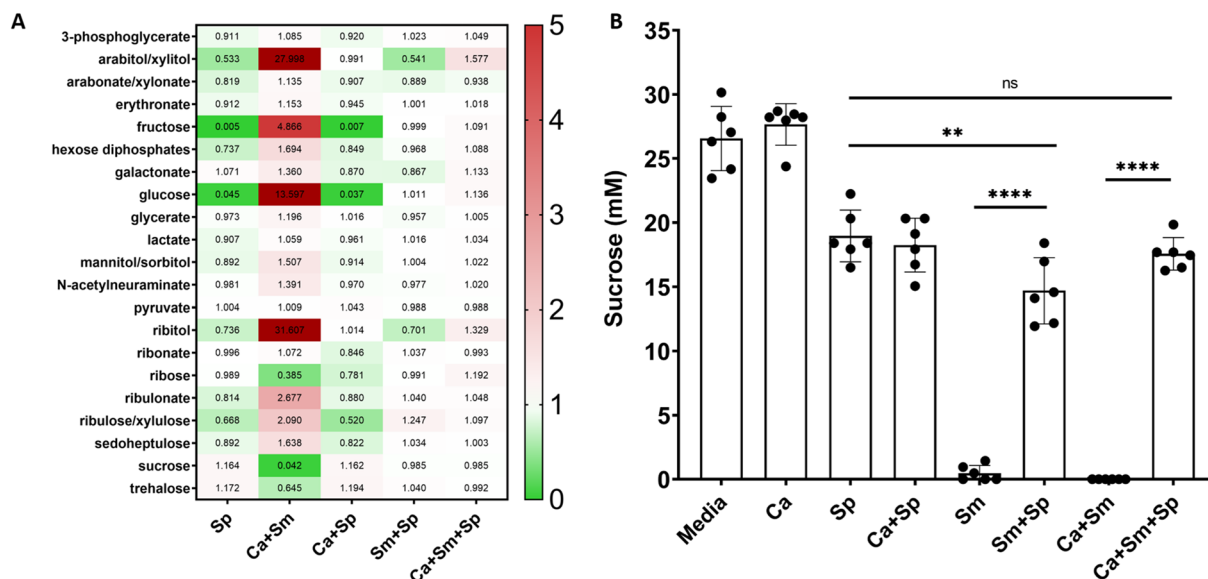 A
3-phosphoglycerate 0.911 1.085 0.920 1.023 1.049
arabitol/xylitol 0.533 27.998 0.991 0.541 1.577
arabonate/xylonate 0.819 1.135 0.907 0.889 0.938
erythronate 0.912 1.153 0.945 1.001 1.018
fructose 0.005 4.866 0.007 0.999 1.091
hexose diphosphates 0.737 1.694 0.849 0.968 1.088
galactonate 1.071 1.360 0.870 0.867 1.133
glucose 0.045 13.597 0.037 1.011 1.136
glycerate 0.973 1.196 1.016 0.957 1.005
lactate 0.907 1.059 0.961 1.016 1.034
mannitol/sorbitol 0.892 1.507 0.914 1.004 1.022
N-acetylneuraminate 0.981 1.391 0.970 0.977 1.020
pyruvate 1.004 1.009 1.043 0.988 0.988
ribitol 0.736 31.607 1.014 0.701 1.329
ribonate 0.996 1.072 0.846 1.037 0.993
ribose 0.989 0.385 0.781 0.991 1.192
ribulonate 0.814 2.677 0.880 1.040 1.048
ribulose/xylulose 0.668 2.090 0.520 1.247 1.097
sedoheptulose 0.892 1.638 0.822 1.034 1.003
sucrose 1.164 0.042 1.162 0.985 0.985
trehalose 1.172 0.645 1.194 1.040 0.992
Sp Ca+Sm Ca+Sp Sm+Sp Ca+Sm+Sp
5
4
3
2
1
0
B
Sucrose (mM)
35
30
25
20
15
10
5
0
ns
**
****
****
Media Ca Sp Ca+Sp Sm Sm+Sp Ca+Sm Ca+Sm+Sp